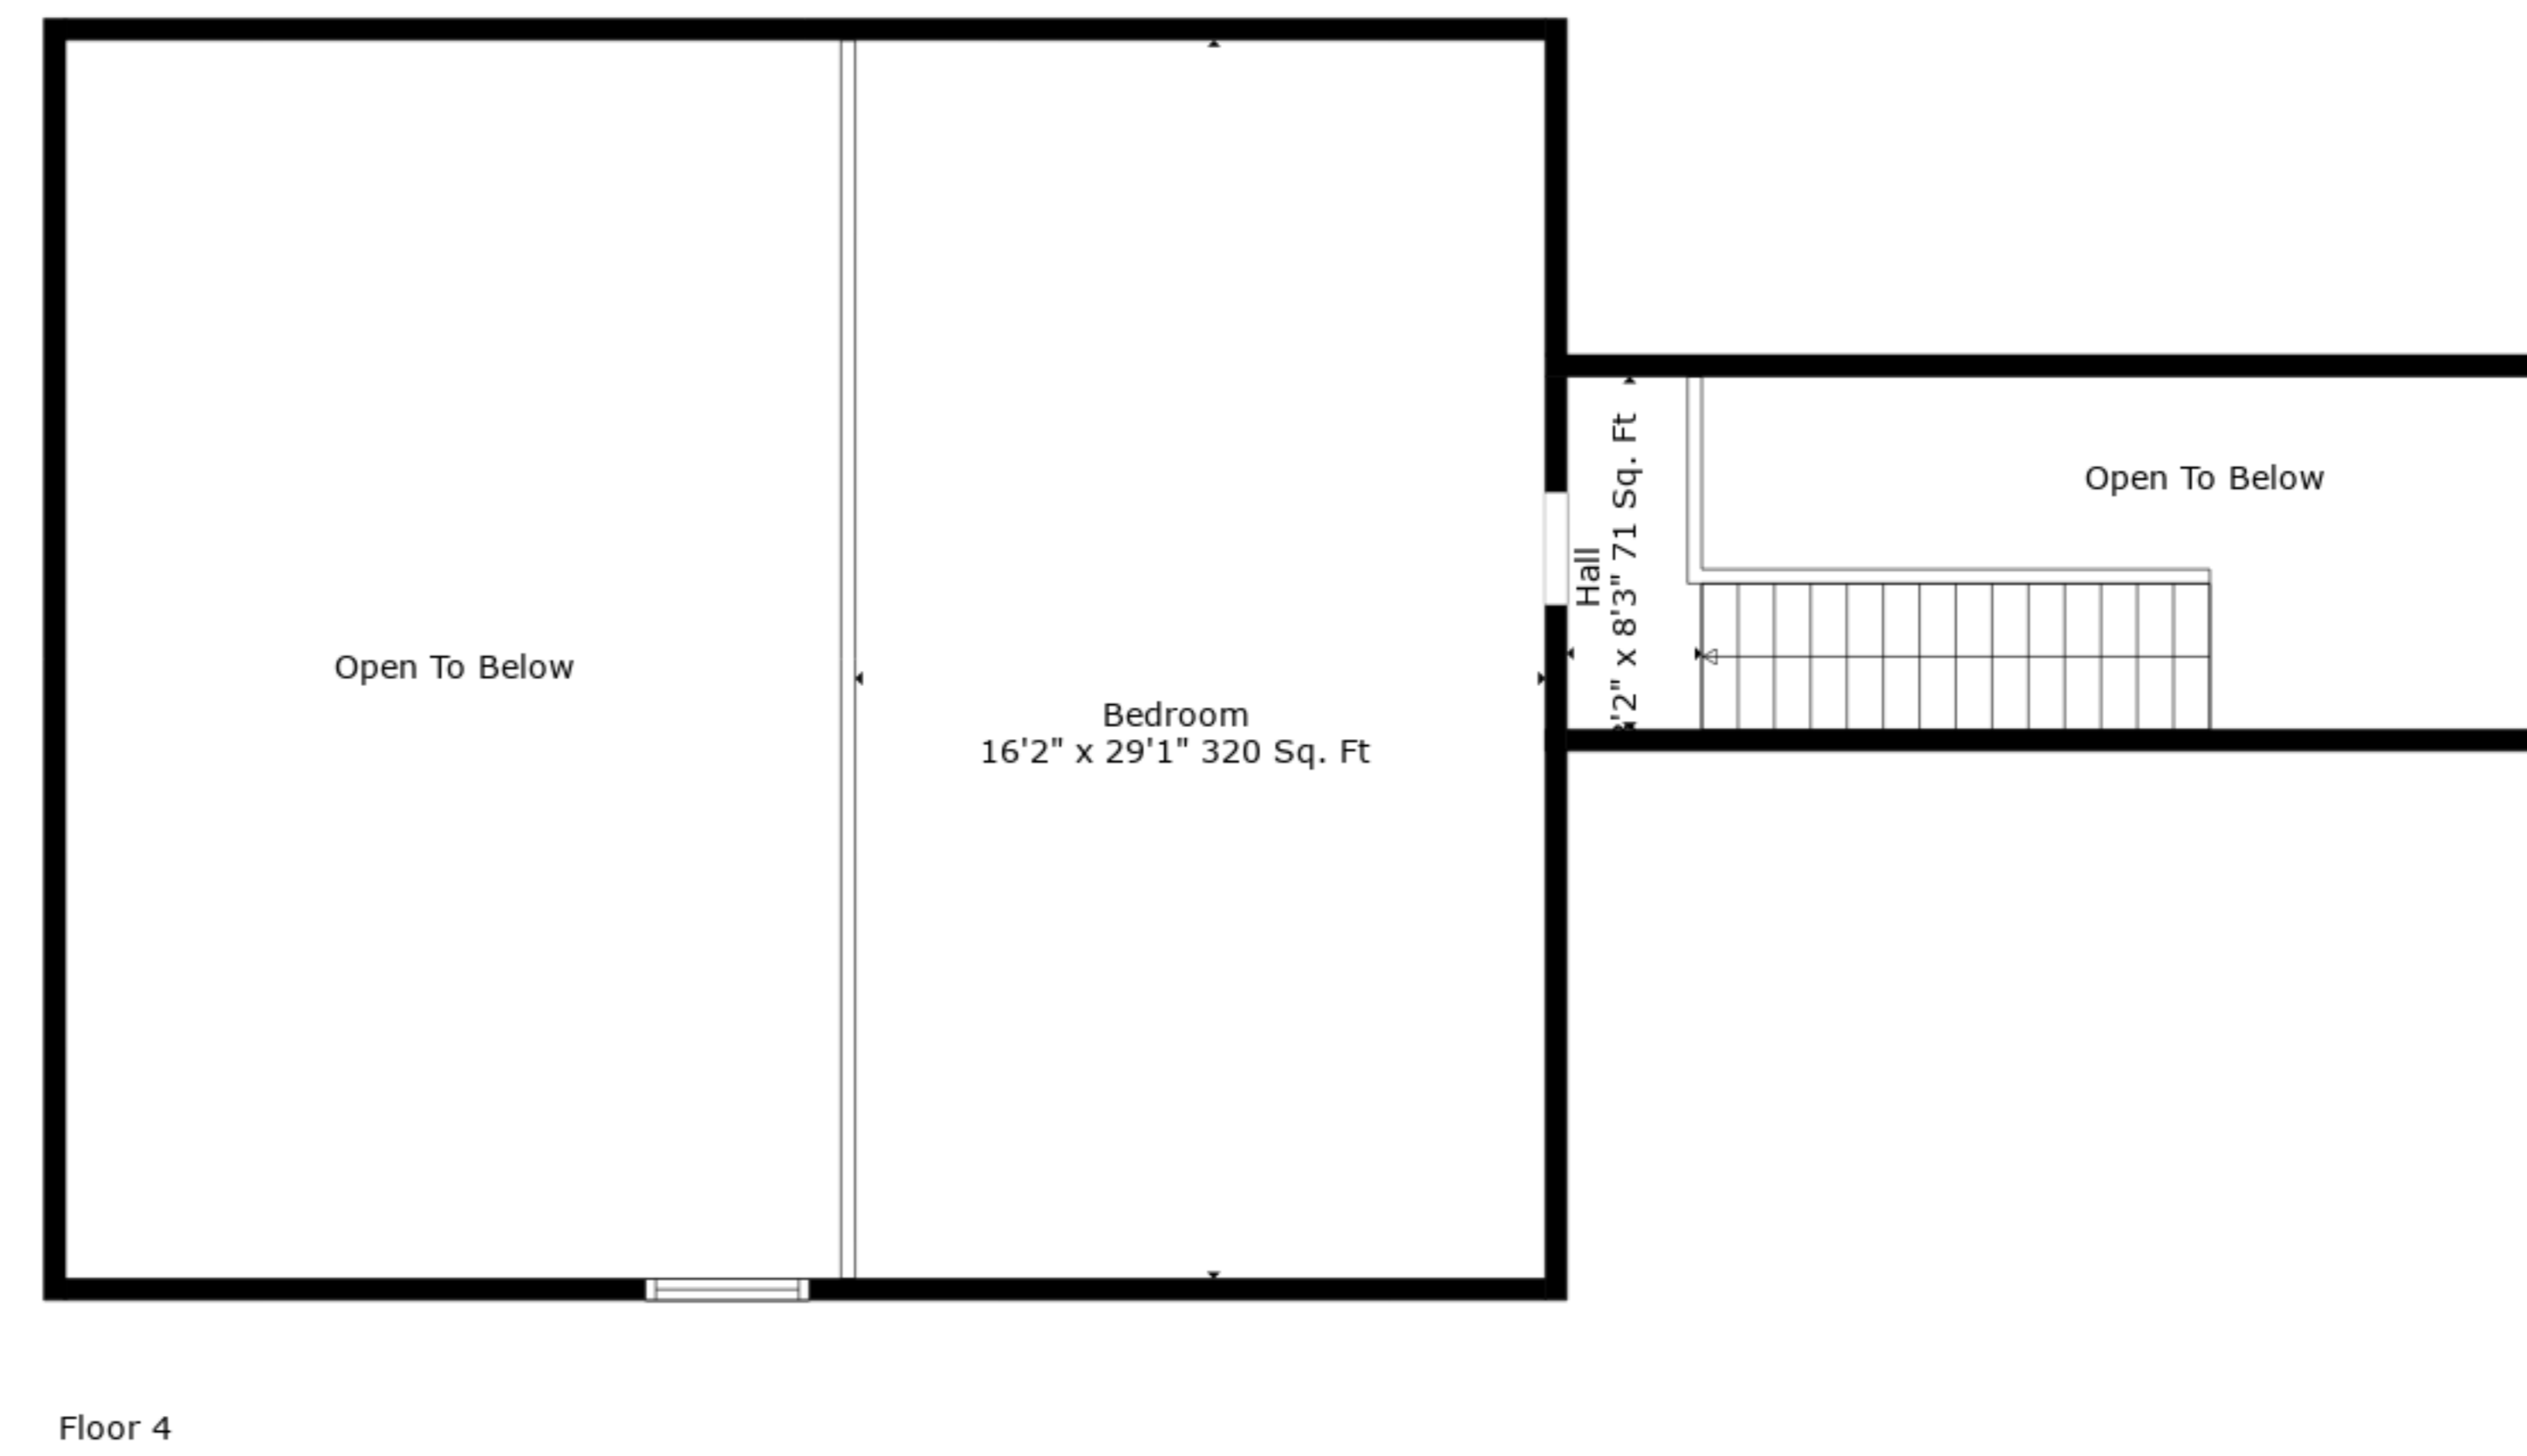 Open To Below
Bedroom
16'2" x 29'1" 320 Sq. Ft
Hall
'2" x 8'3" 71 Sq. Ft
Open To Below
Floor 4